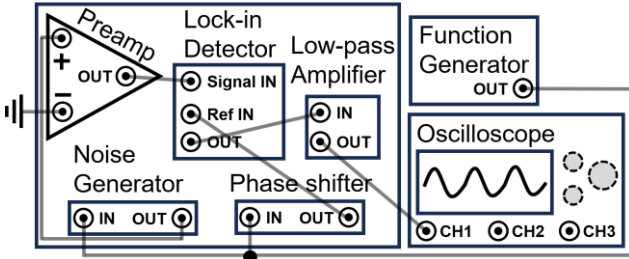 Preamp
+
OUT
−
Lock-in
Detector
Signal IN
Ref IN
OUT
Low-pass
Amplifier
IN
OUT
Function
Generator
OUT
Oscilloscope
CH1 CH2 CH3
Noise
Generator
IN OUT
Phase shifter
IN OUT